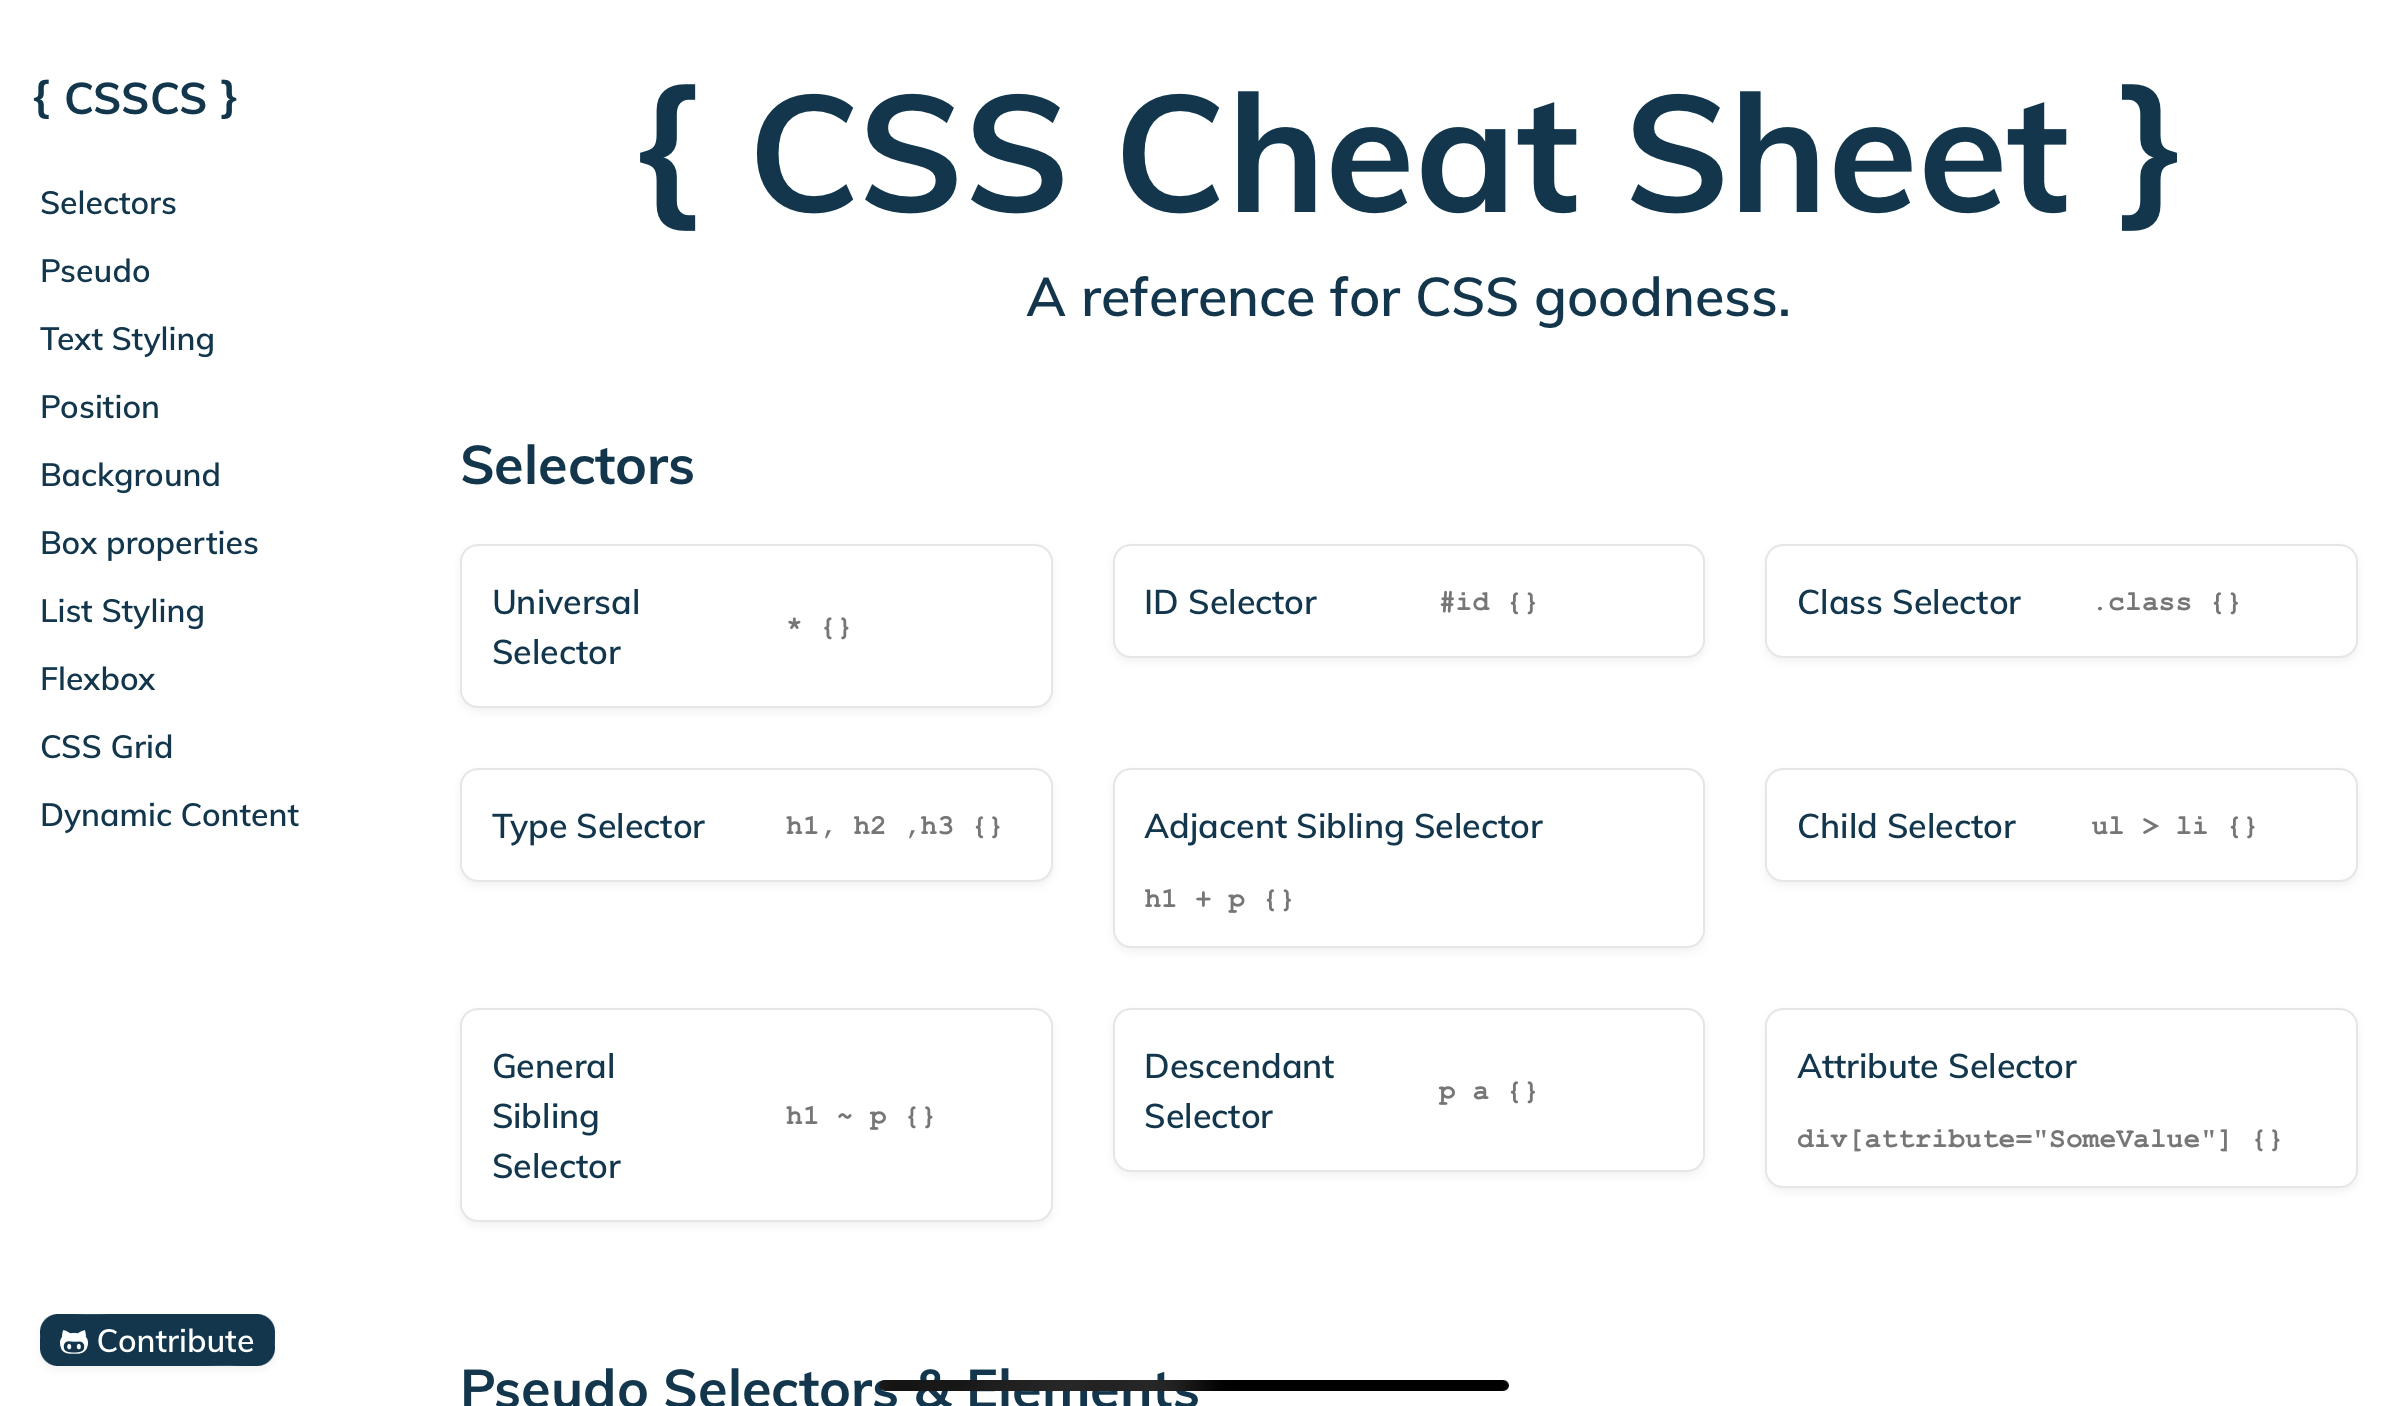 { CSSCS }
Selectors
Pseudo
Text Styling
Position
Background
Box properties
List Styling
Flexbox
CSS Grid
Dynamic Content
Contribute
{ CSS Cheat Sheet }
A reference for CSS goodness.
Selectors
Universal
Selector
* {}
ID Selector
#id {}
Class Selector
.class {}
Type Selector
h1, h2 ,h3 {}
Adjacent Sibling Selector
h1 + p {}
Child Selector
ul > li {}
General
Sibling
Selector
h1 ~ p {}
Descendant
Selector
p a {}
Attribute Selector
div[attribute="SomeValue"] {}
Pseudo Selectors & Elements